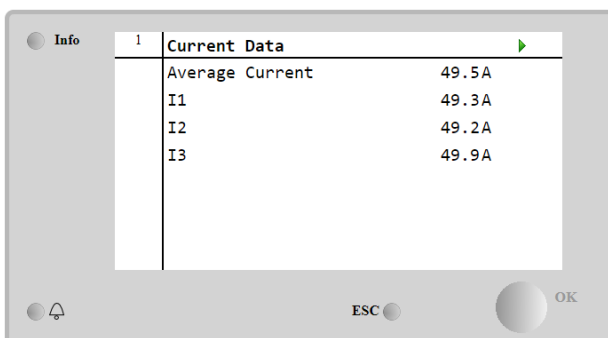 Info
1 Current Data
Average Current 49.5A
I1 49.3A
I2 49.2A
I3 49.9A
ESC
OK